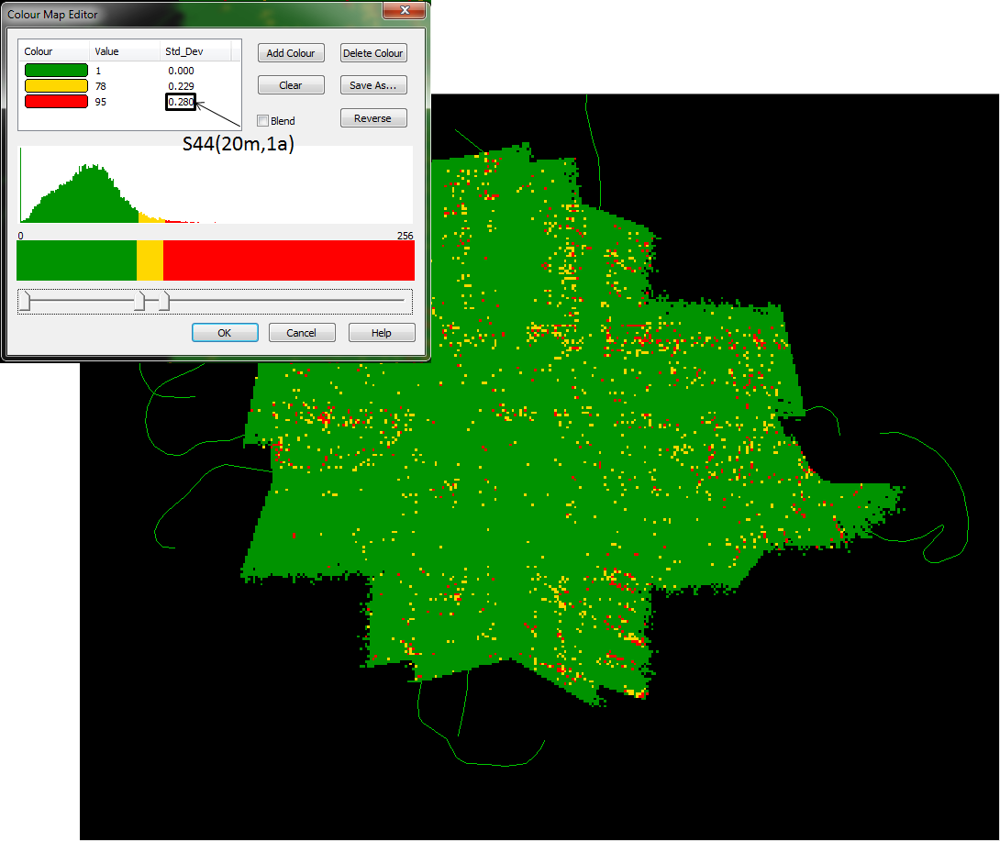 Colour Map Editor
Colour Value Std_Dev
1 0.000
78 0.229
95 0.280
Add Colour Delete Colour
Clear Save As...
Blend Reverse
S44(20m,1a)
0 256
OK Cancel Help